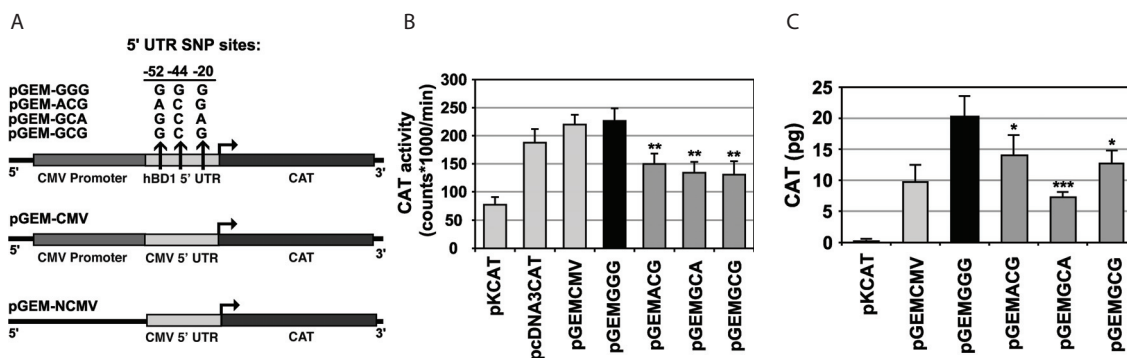 A
5' UTR SNP sites:
-52 -44 -20
pGEM-GGG G G G
pGEM-ACG A C G
pGEM-GCA G C A
pGEM-GCG G C G
5' 3'
CMV Promoter hBD1 5' UTR CAT
pGEM-CMV
5' 3'
CMV Promoter CMV 5' UTR CAT
pGEM-NCMV
5' 3'
CMV 5' UTR CAT
B
CAT activity
(counts*1000/min)
300
250
200
150
100
50
0
** ** **
pKCAT
pcDNA3CAT
pGEMCMV
pGEMGGG
pGEMACG
pGEMGCA
pGEMGCG
C
CAT (pg)
25
20
15
10
5
0
* *** *
pKCAT
pGEMCMV
pGEMGGG
pGEMACG
pGEMGCA
pGEMGCG